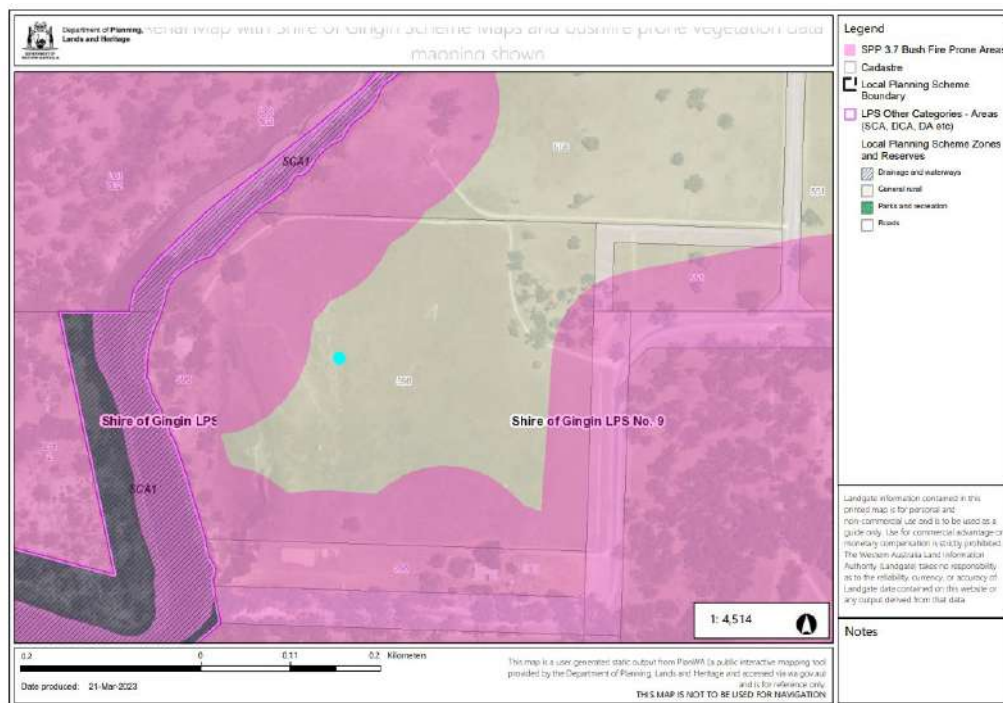 Department of Planning,
Lands and Heritage
Map with Shire of Gingin Scheme Maps and bushfire prone vegetation data
mapping shown
Legend
SPP 3.7 Bush Fire Prone Areas
Cadastre
Local Planning Scheme
Boundary
LPS Other Categories - Areas
(SCA, DCA, DA etc)
Local Planning Scheme Zones
and Reserves
Drainage and waterways
General rural
Parks and recreation
Roads
SCA1
Shire of Gingin LPS
Shire of Gingin LPS No. 9
SCA1
Landgate information contained in this
printed map is for personal and
non-commercial use and is to be used as a
guide only. Use for commercial advantage or
monetary compensation is strictly prohibited.
The Western Australia Land Information
Authority (Landgate) takes no responsibility
as to the reliability, currency, or accuracy of
Landgate data contained on this website or
any output derived from that data
Notes
1: 4,514
0.2 0 0.11 0.2 Kilometers
Date produced: 21-Mar-2023
This map is a user generated static output from PlanWA (a public interactive mapping tool
provided by the Department of Planning, Lands and Heritage and accessed via wa.gov.au)
and is for reference only.
THIS MAP IS NOT TO BE USED FOR NAVIGATION